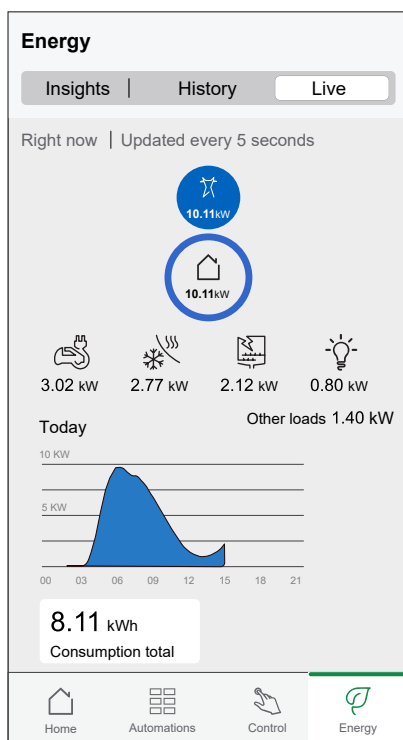 Energy
Insights | History Live
Right now | Updated every 5 seconds
10.11kW
10.11kW
3.02 kW 2.77 kW 2.12 kW 0.80 kW
Other loads 1.40 kW
Today
10 KW
5 KW
00 03 06 09 12 15 18 21
8.11 kWh
Consumption total
Home Automations Control Energy